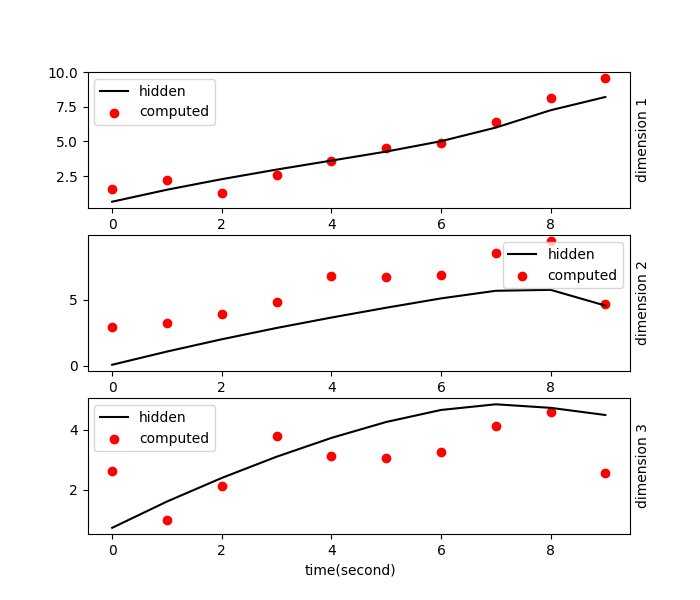 10.0
7.5
5.0
2.5
hidden
computed
0 2 4 6 8
dimension 1
5
0
hidden
computed
0 2 4 6 8
dimension 2
4
2
hidden
computed
0 2 4 6 8
dimension 3
time(second)